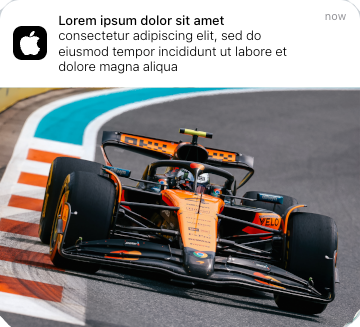 Lorem ipsum dolor sit amet
now
consectetur adipiscing elit, sed do
eiusmod tempor incididunt ut labore et
dolore magna aliqua
VELO